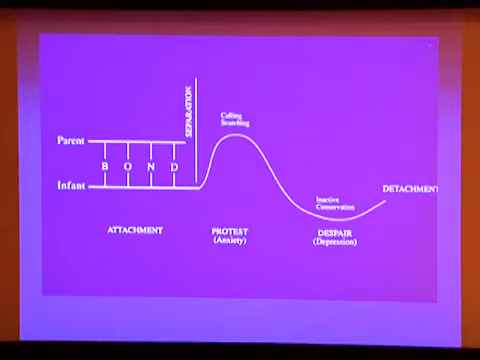 SEPARATION
Calling
Searching
Parent
B O N D
Infant
DETACHMENT
Inactive
Conservation
ATTACHMENT
PROTEST
(Anxiety)
DESPAIR
(Depression)